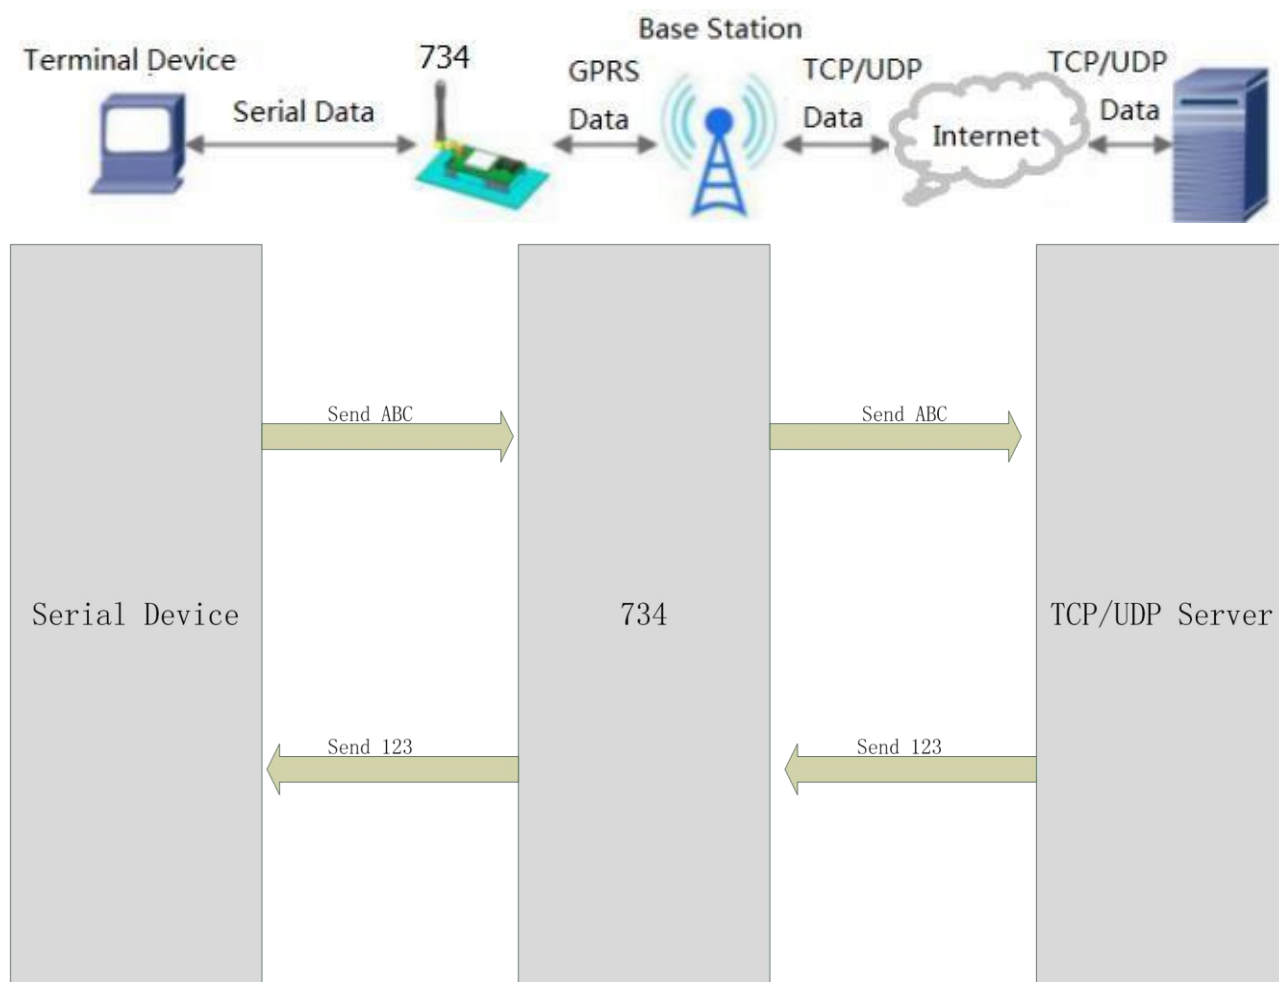 Base Station
Terminal Device
734
GPRS
Data
TCP/UDP
Data
TCP/UDP
Data
Serial Data
Internet
Send ABC
Send ABC
Serial Device
734
TCP/UDP Server
Send 123
Send 123